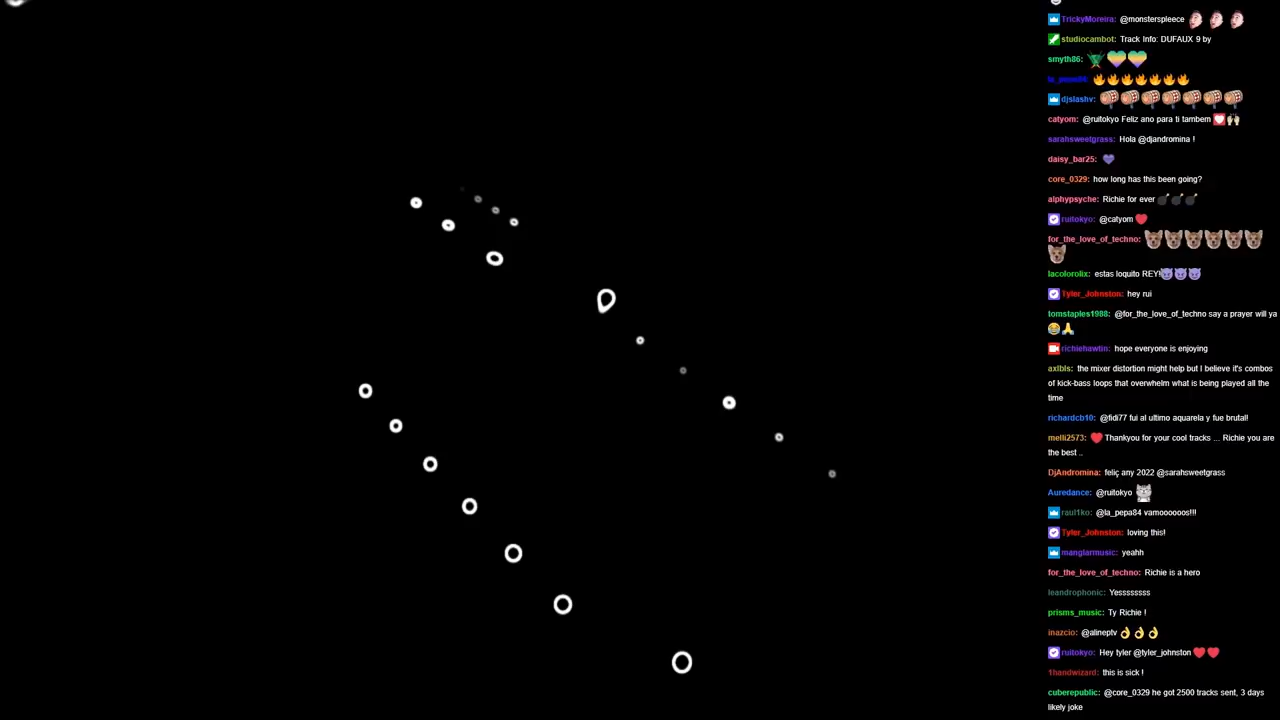 TrickyMoreira: @monsterspleece
studiocambot: Track Info: DUFAUX 9 by
smyth86:
la_pepa84:
djslashv:
catyom: @ruitokyo Feliz ano para ti tambem
sarahsweetgrass: Hola @djandromina !
daisy_bar25:
core_0329: how long has this been going?
alphypsyche: Richie for ever
ruitokyo: @catyom
for_the_love_of_techno:
lacolorolix: estas loquito REY!
Tyler_Johnston: hey rui
tomstaples1988: @for_the_love_of_techno say a prayer will ya
richiehawtin: hope everyone is enjoying
axlbls: the mixer distortion might help but I believe it's combos
of kick-bass loops that overwhelm what is being played all the
time
richardcb10: @fidi77 fui al ultimo aquarela y fue brutal!
melli2573: Thankyou for your cool tracks ... Richie you are
the best ..
DjAndromina: feliç any 2022 @sarahsweetgrass
Auredance: @ruitokyo
raul1ko: @la_pepa84 vamoooooos!!!
Tyler_Johnston: loving this!
manglarmusic: yeahh
for_the_love_of_techno: Richie is a hero
leandrophonic: Yessssssss
prisms_music: Ty Richie !
inazcio: @alineptv
ruitokyo: Hey tyler @tyler_johnston
1handwizard: this is sick !
cuberepublic: @core_0329 he got 2500 tracks sent, 3 days
likely joke